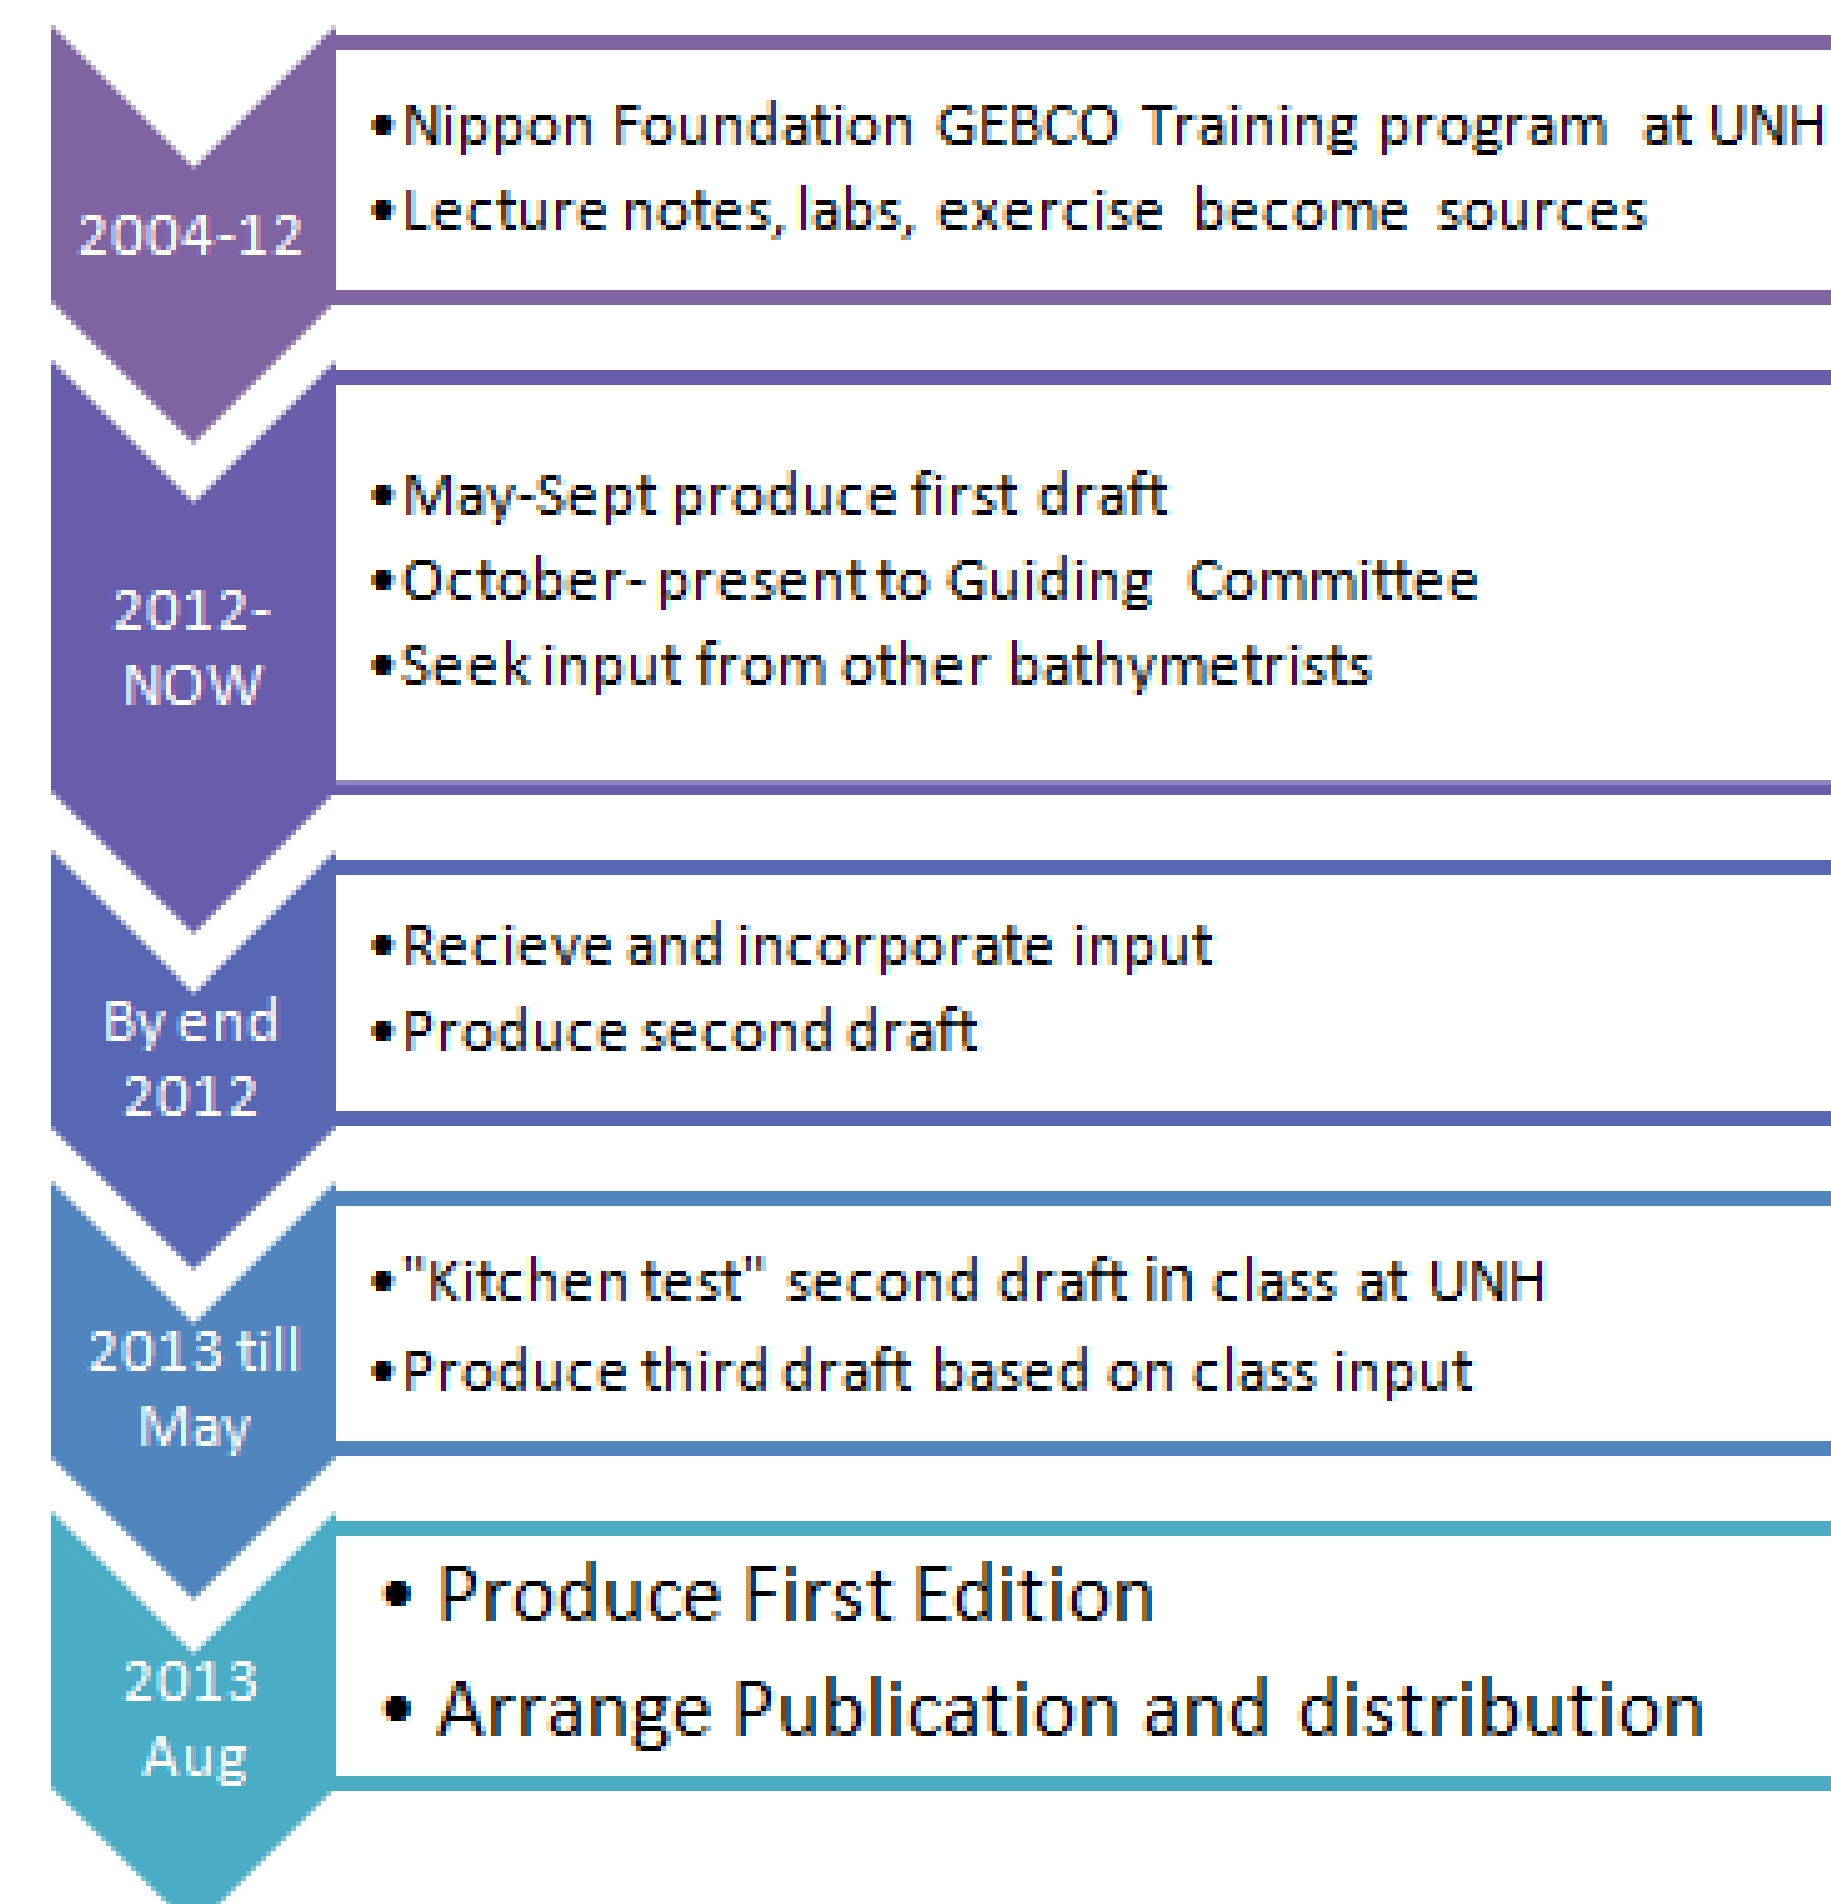 2004-12
•Nippon Foundation GEBCO Training program at UNH
•Lecture notes, labs, exercise become sources
2012-
NOW
•May-Sept produce first draft
•October- present to Guiding Committee
•Seek input from other bathymetrists
By end
2012
•Recieve and incorporate input
•Produce second draft
2013 till
May
•"Kitchen test" second draft in class at UNH
•Produce third draft based on class input
2013
Aug
• Produce First Edition
• Arrange Publication and distribution